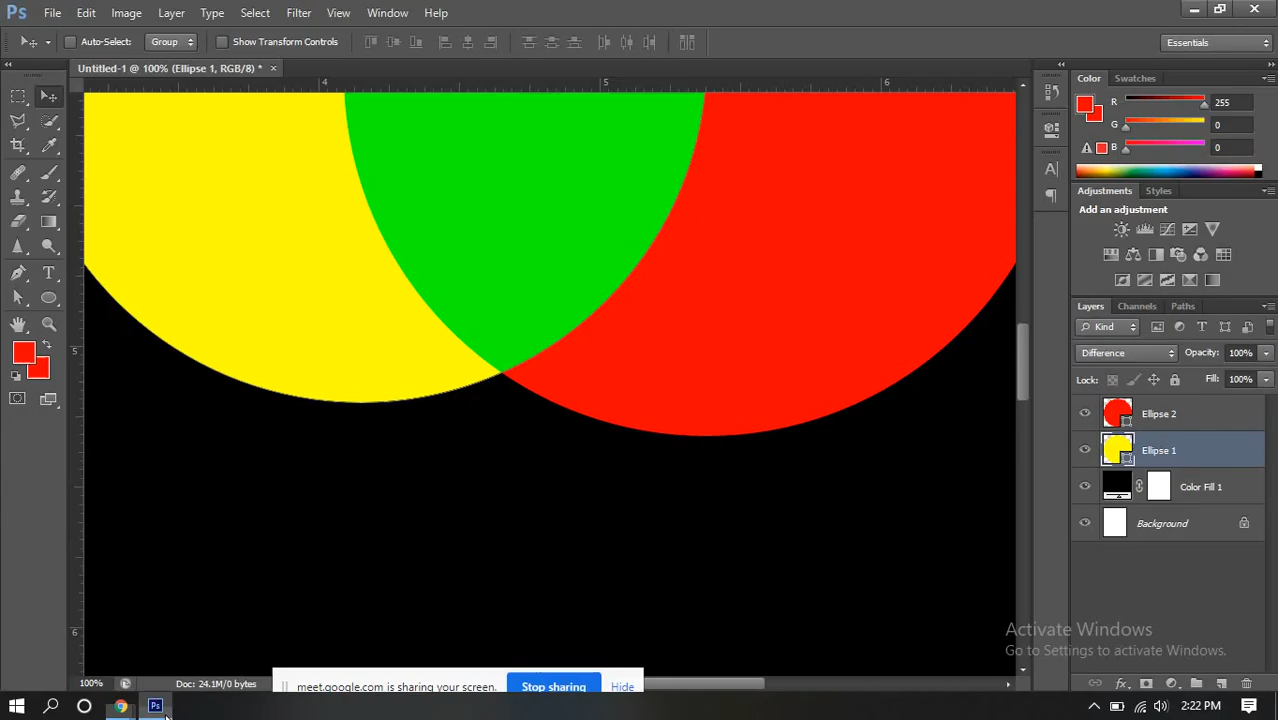 Ps File Edit Image Layer Type Select Filter View Window Help
Auto-Select: Group Show Transform Controls Essentials
Untitled-1 @ 100% (Ellipse 1, RGB/8) * ×
4 5 6
5
6
Color Swatches
R 255
G 0
B 0
Adjustments Styles
Add an adjustment
Layers Channels Paths
Kind T
Difference Opacity: 100%
Lock: Fill: 100%
Ellipse 2
Ellipse 1
Color Fill 1
Background
Activate Windows
Go to Settings to activate Windows.
100% Doc: 24.1M/0 bytes
meet.google.com is sharing your screen. Stop sharing Hide
fx
Ps 2:22 PM